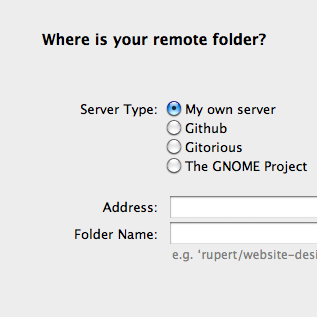 Where is your remote folder?
Server Type: My own server
Github
Gitorious
The GNOME Project
Address:
Folder Name:
e.g. 'rupert/website-desi